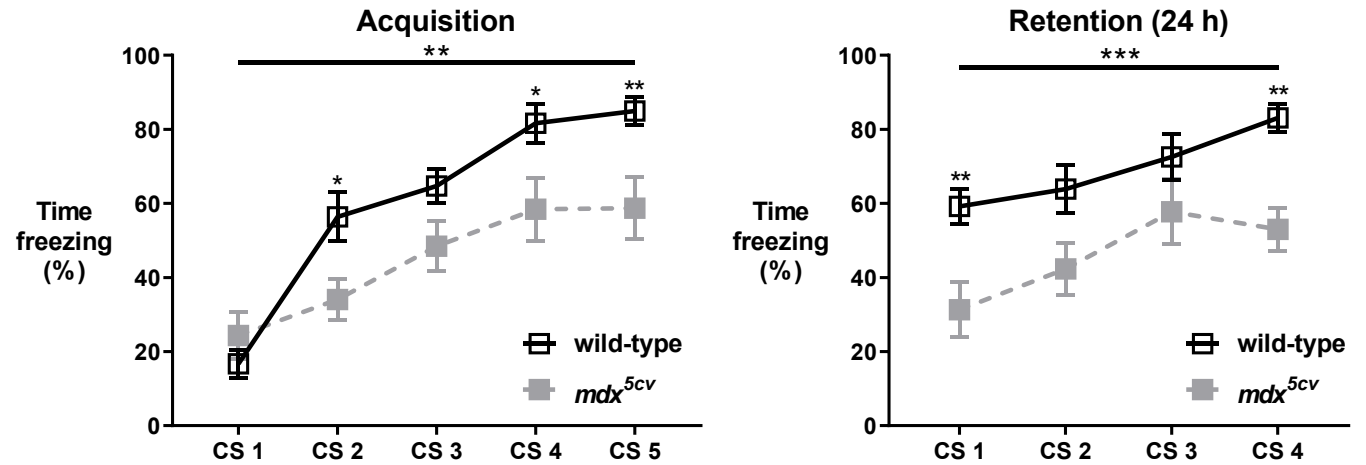 Acquisition
**
100
80
60
40
20
0
Time
freezing
(%)
*
*
**
wild-type
mdx5cv
CS 1 CS 2 CS 3 CS 4 CS 5
Retention (24 h)
***
100
80
60
40
20
0
Time
freezing
(%)
**
**
wild-type
mdx5cv
CS 1 CS 2 CS 3 CS 4